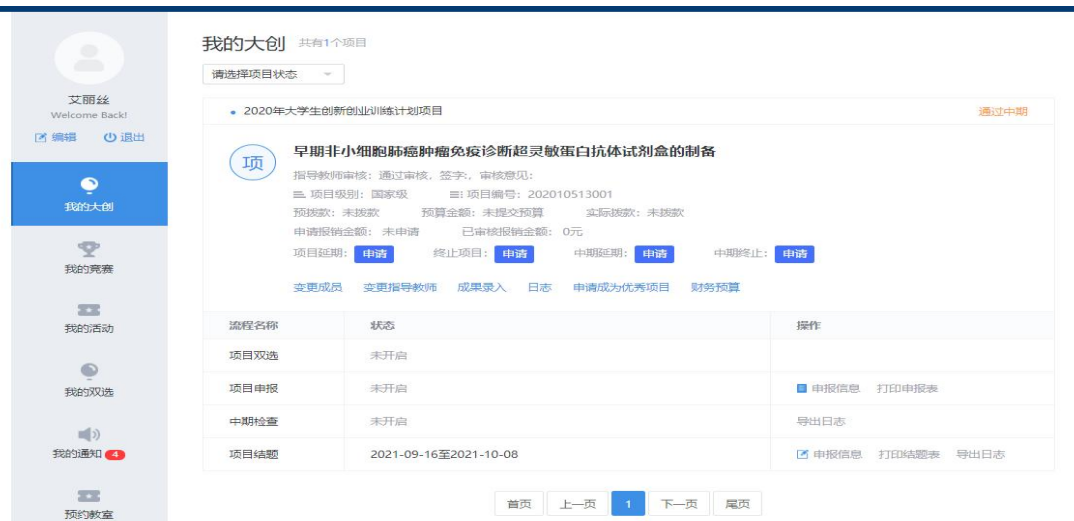 我的大创 共有1个项目
请选择项目状态
艾丽丝
Welcome Back!
编辑 退出
我的大创
我的竞赛
我的活动
我的双选
我的通知 4
预约教室
2020年大学生创新创业训练计划项目 通过中期
项 早期非小细胞肺癌肿瘤免疫诊断超灵敏蛋白抗体试剂盒的制备
指导教师审核：通过审核，签字:，审核意见:
项目级别：国家级 项目编号：202010513001
预拨款：未拨款 预算金额：未提交预算 实际拨款：未拨款
申请报销金额：未申请 已审核报销金额：0元
项目延期：申请 终止项目：申请 中期延期：申请 中期终止：申请
变更成员 变更指导教师 成果录入 日志 申请成为优秀项目 财务预算
流程名称 状态 操作
项目双选 未开启
项目申报 未开启 申报信息 打印申报表
中期检查 未开启 导出日志
项目结题 2021-09-16至2021-10-08 申报信息 打印结题表 导出日志
首页 上一页 1 下一页 尾页